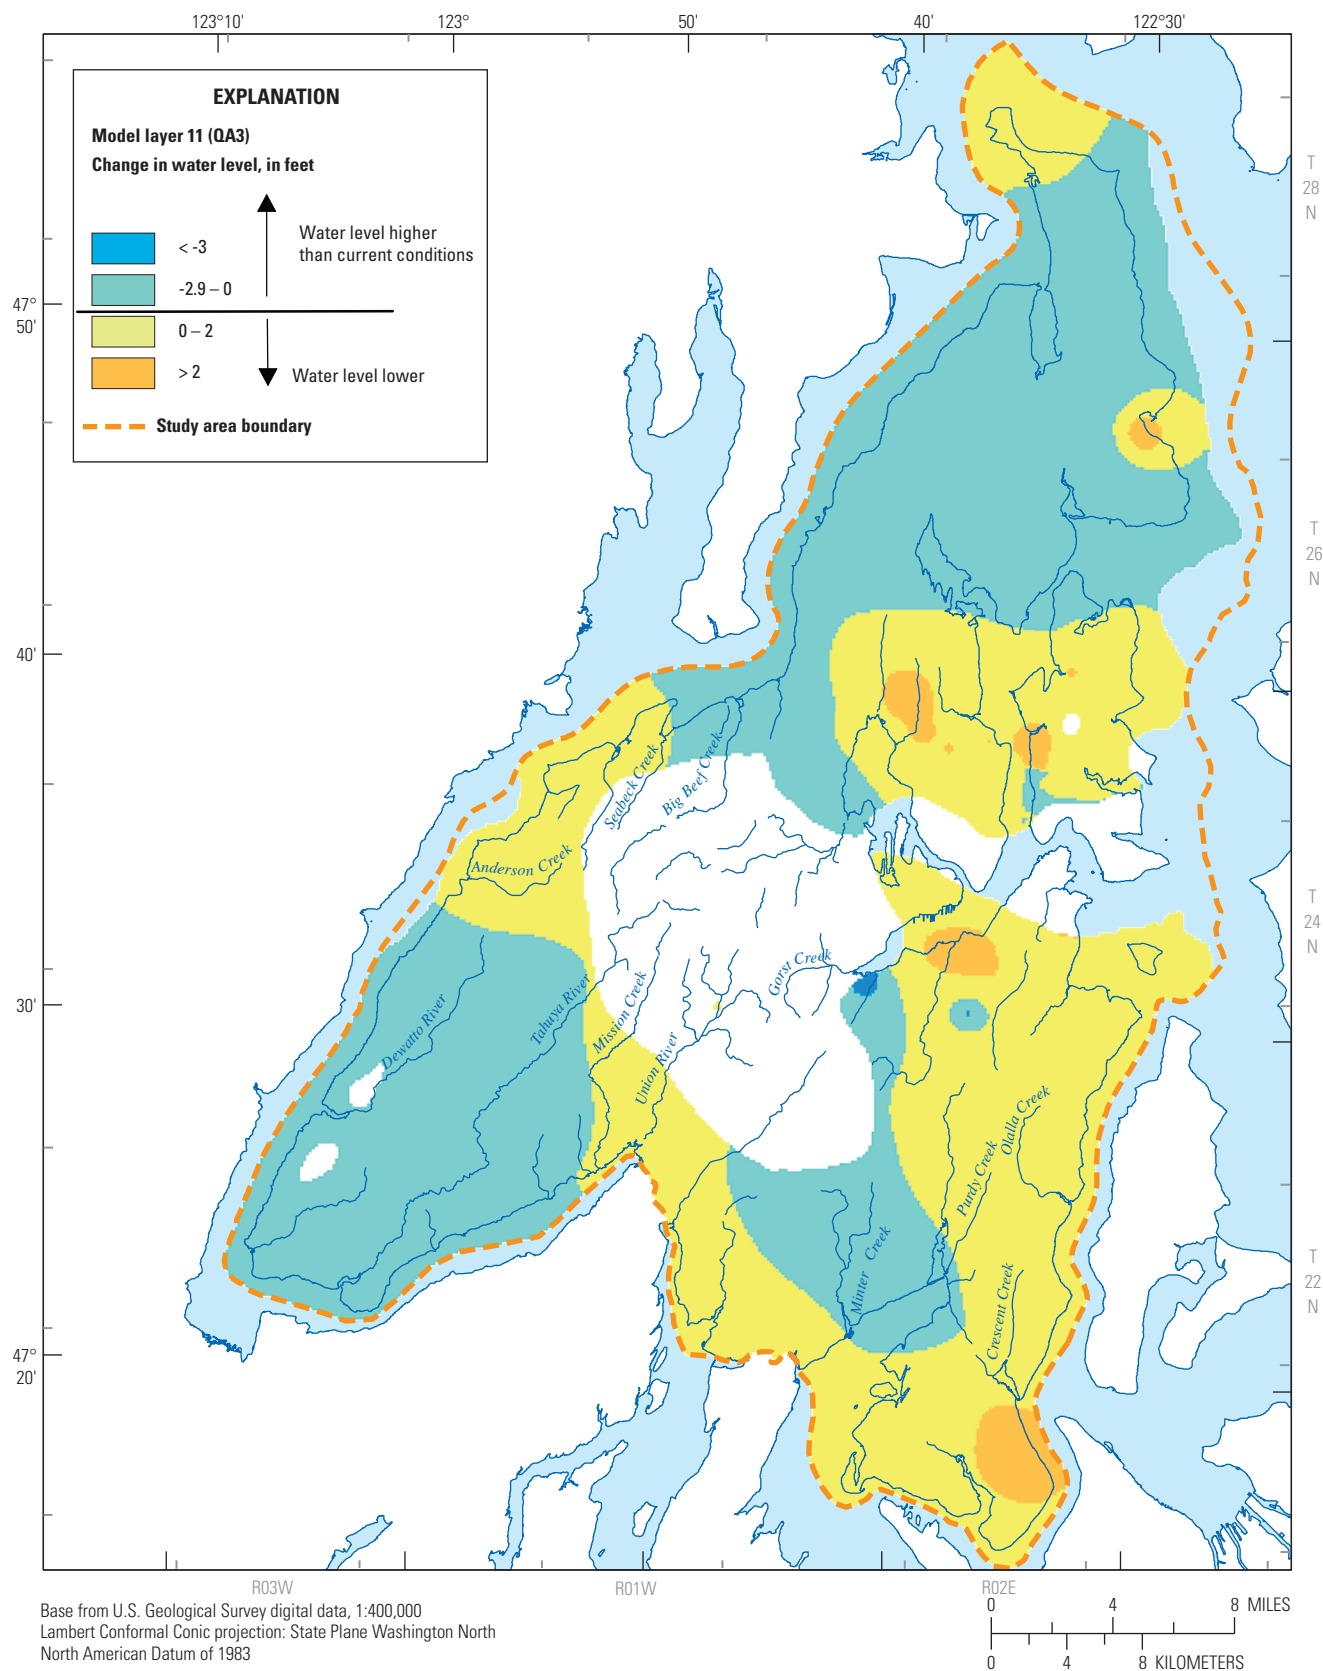 123°10'
123°
50'
40'
122°30'
EXPLANATION
Model layer 11 (QA3)
Change in water level, in feet
< -3
-2.9 – 0
0 – 2
> 2
Water level higher
than current conditions
Water level lower
Study area boundary
47°
50'
40'
30'
47°
20'
T
28
N
T
26
N
T
24
N
T
22
N
Seabeck Creek
Big Beef Creek
Anderson Creek
Gorst Creek
Dewatto River
Tahuya River
Mission Creek
Union River
Olalla Creek
Purdy Creek
Minter Creek
Crescent Creek
R03W
R01W
R02E
0 4 8 MILES
0 4 8 KILOMETERS
Base from U.S. Geological Survey digital data, 1:400,000
Lambert Conformal Conic projection: State Plane Washington North
North American Datum of 1983